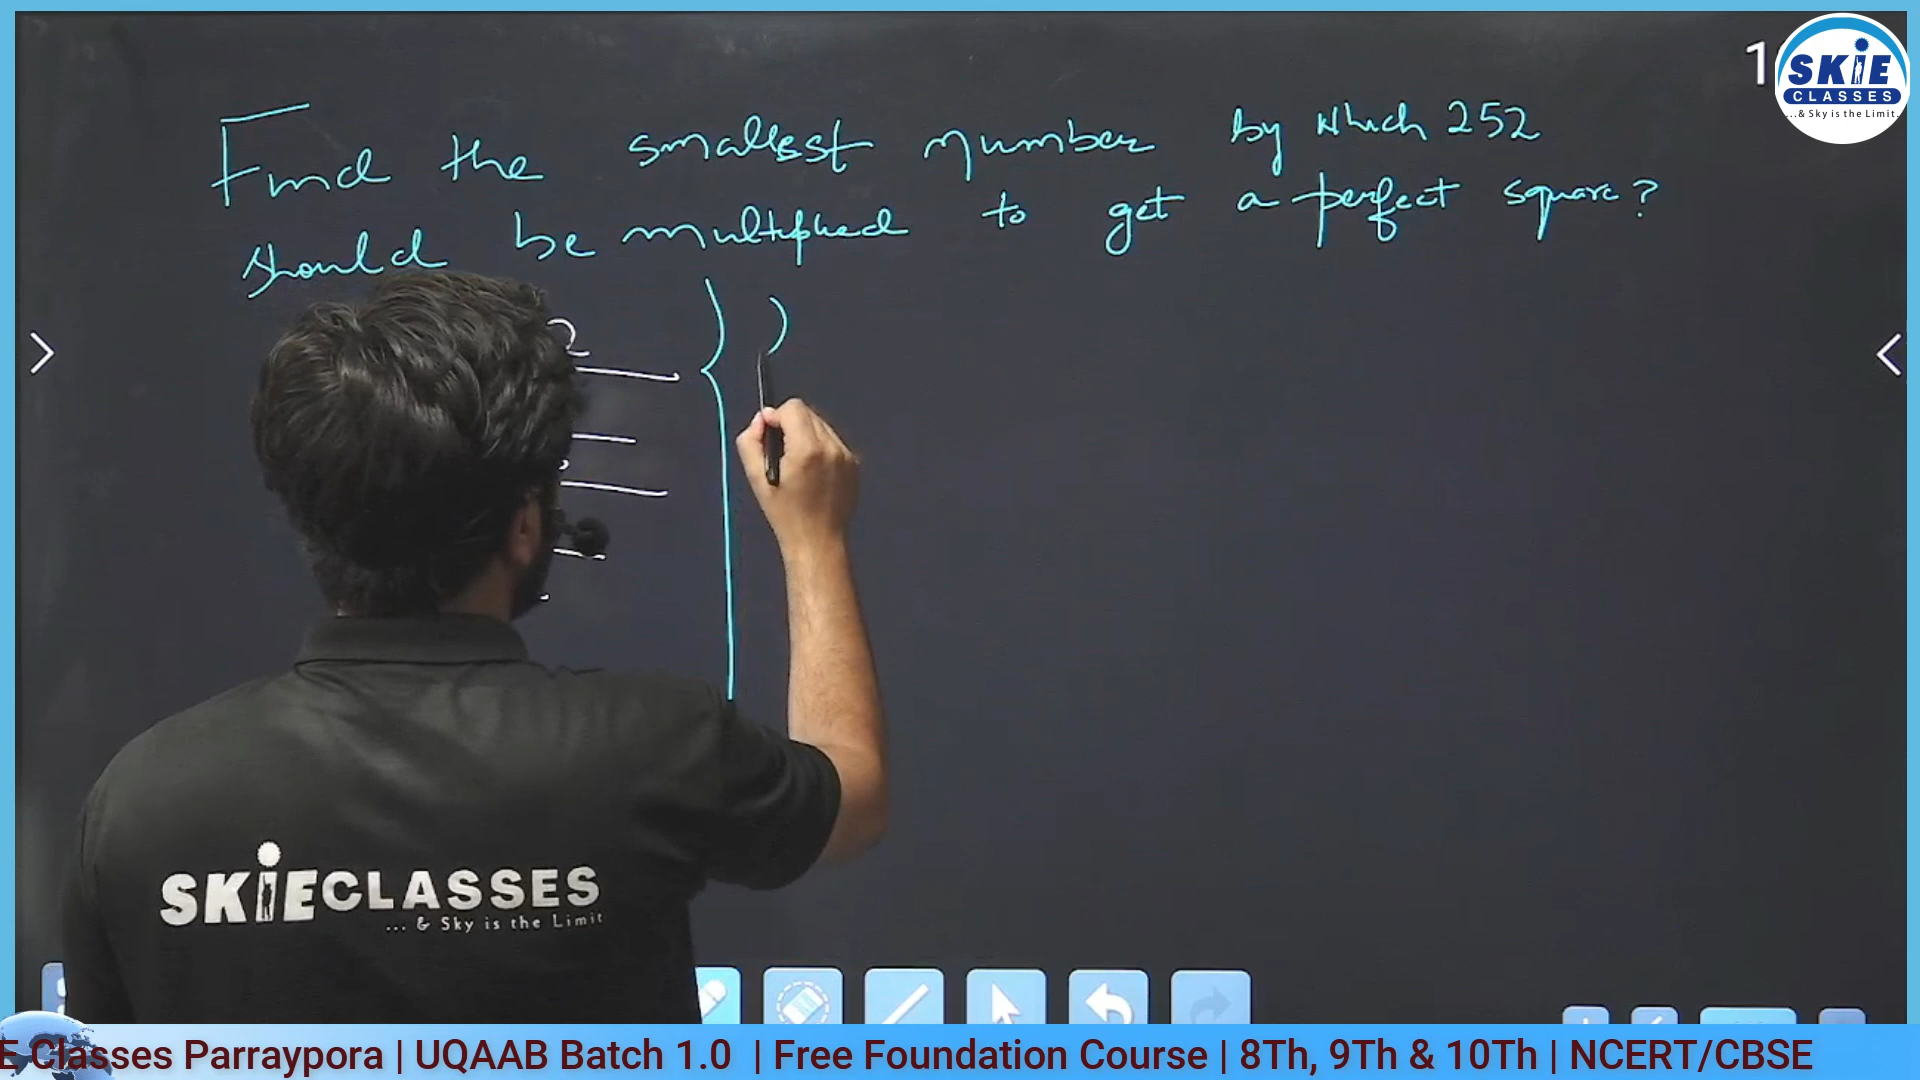 1
SKIE
CLASSES
...& Sky is the Limit.
Find the smallest number by which 252
should be multiplied to get a perfect square?
2
SKIECLASSES
... & Sky is the Limit
E Classes Parraypora | UQAAB Batch 1.0 | Free Foundation Course | 8Th, 9Th & 10Th | NCERT/CBSE